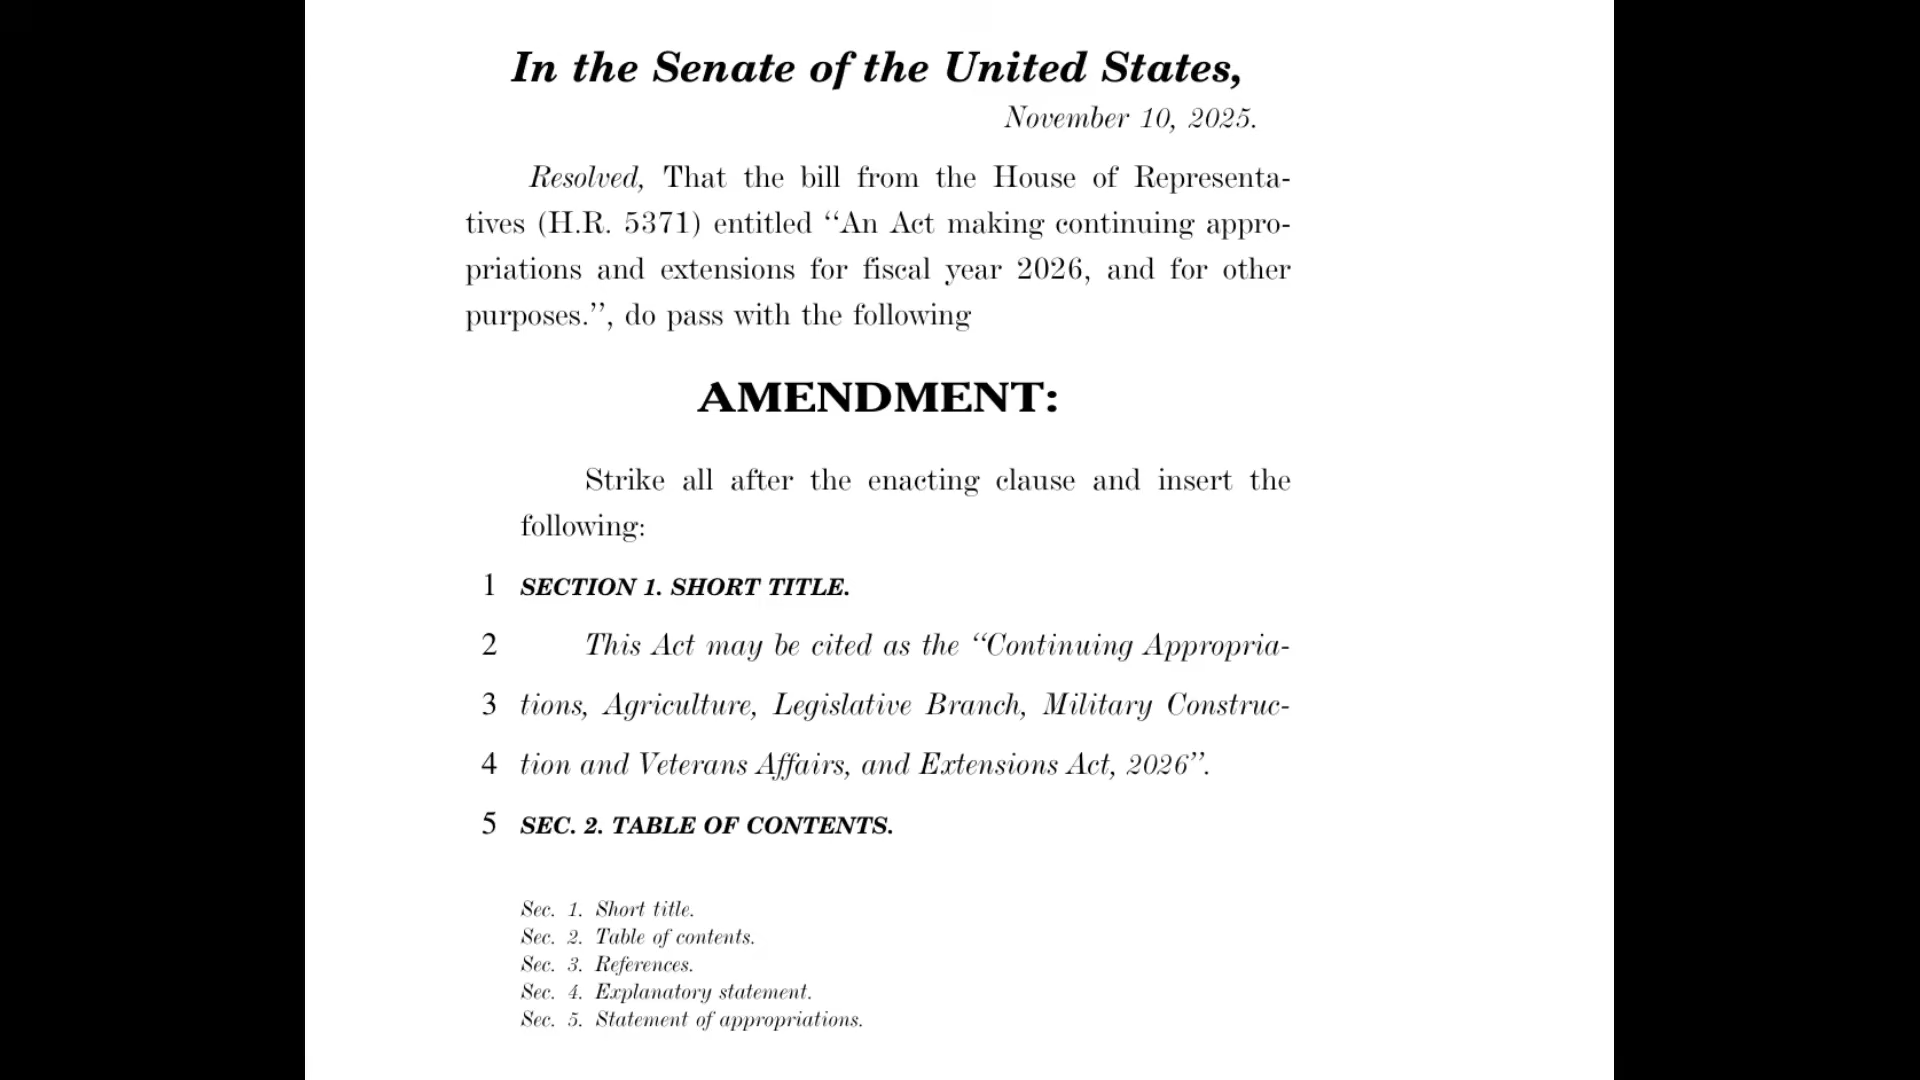 In the Senate of the United States,
November 10, 2025.
Resolved, That the bill from the House of Representa-
tives (H.R. 5371) entitled ‘‘An Act making continuing appro-
priations and extensions for fiscal year 2026, and for other
purposes.’’, do pass with the following
AMENDMENT:
Strike all after the enacting clause and insert the
following:
1 SECTION 1. SHORT TITLE.
2 This Act may be cited as the ‘‘Continuing Appropria-
3 tions, Agriculture, Legislative Branch, Military Construc-
4 tion and Veterans Affairs, and Extensions Act, 2026’’.
5 SEC. 2. TABLE OF CONTENTS.
Sec. 1. Short title.
Sec. 2. Table of contents.
Sec. 3. References.
Sec. 4. Explanatory statement.
Sec. 5. Statement of appropriations.